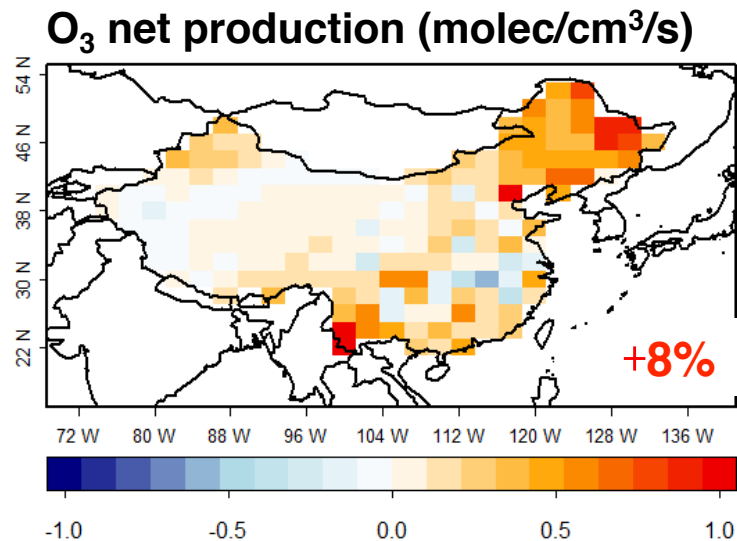 O₃ net production (molec/cm³/s)
54 N
46 N
38 N
30 N
22 N
+8%
72 W 80 W 88 W 96 W 104 W 112 W 120 W 128 W 136 W
-1.0 -0.5 0.0 0.5 1.0